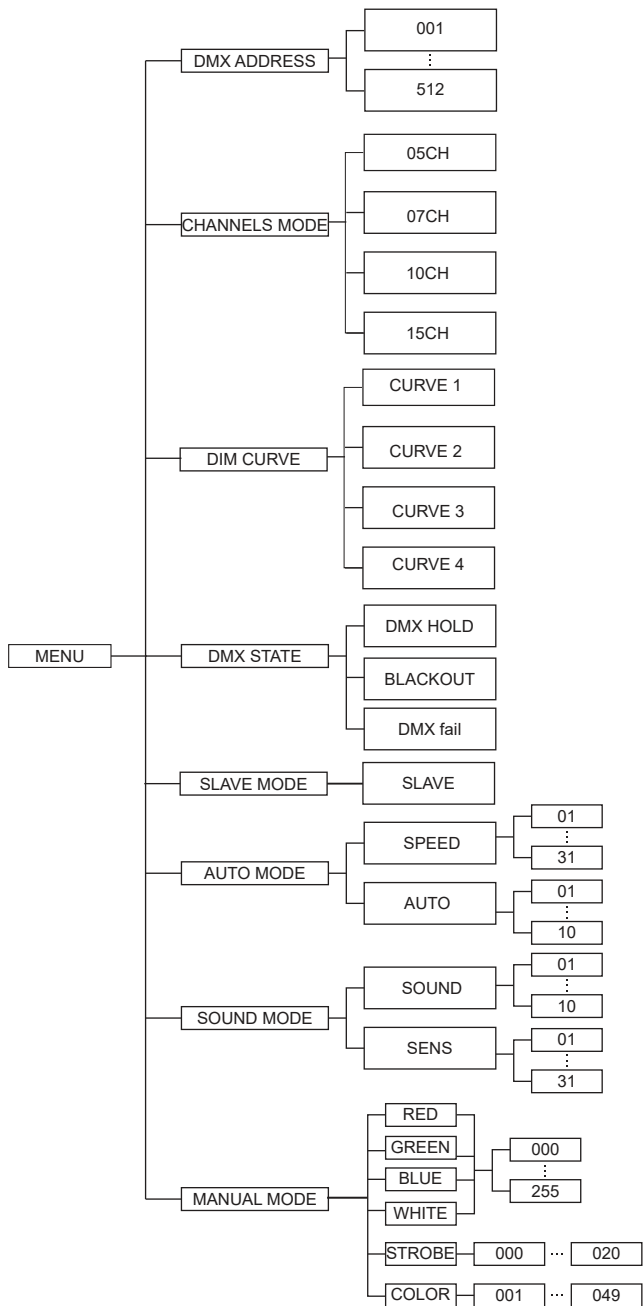 MENU
DMX ADDRESS
001
512
CHANNELS MODE
05CH
07CH
10CH
15CH
DIM CURVE
CURVE 1
CURVE 2
CURVE 3
CURVE 4
DMX STATE
DMX HOLD
BLACKOUT
DMX fail
SLAVE MODE
SLAVE
AUTO MODE
SPEED
01
31
AUTO
01
10
SOUND MODE
SOUND
01
10
SENS
01
31
MANUAL MODE
RED
GREEN
BLUE
WHITE
000
255
STROBE
000 ... 020
COLOR
001 ... 049